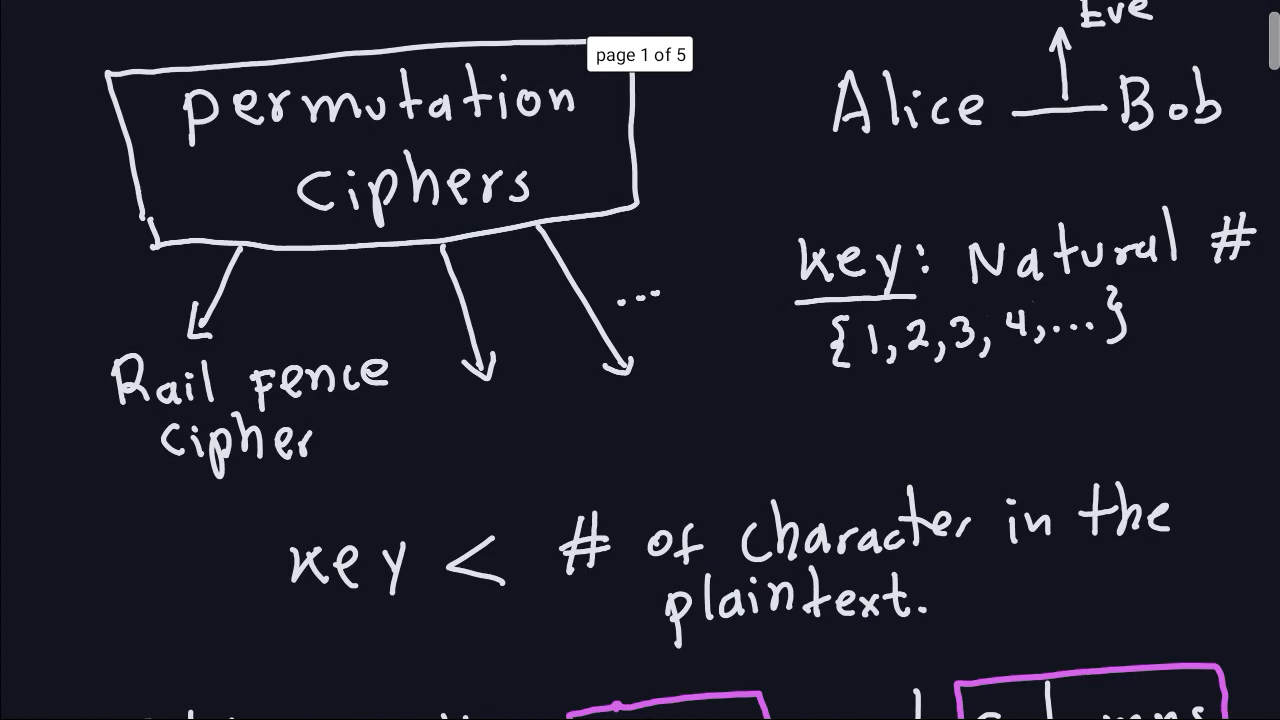 page 1 of 5
Eve
permutation
ciphers
Alice Bob
key: Natural #
{1,2,3,4,...}
...
Rail fence
cipher
key < # of character in the
plaintext.